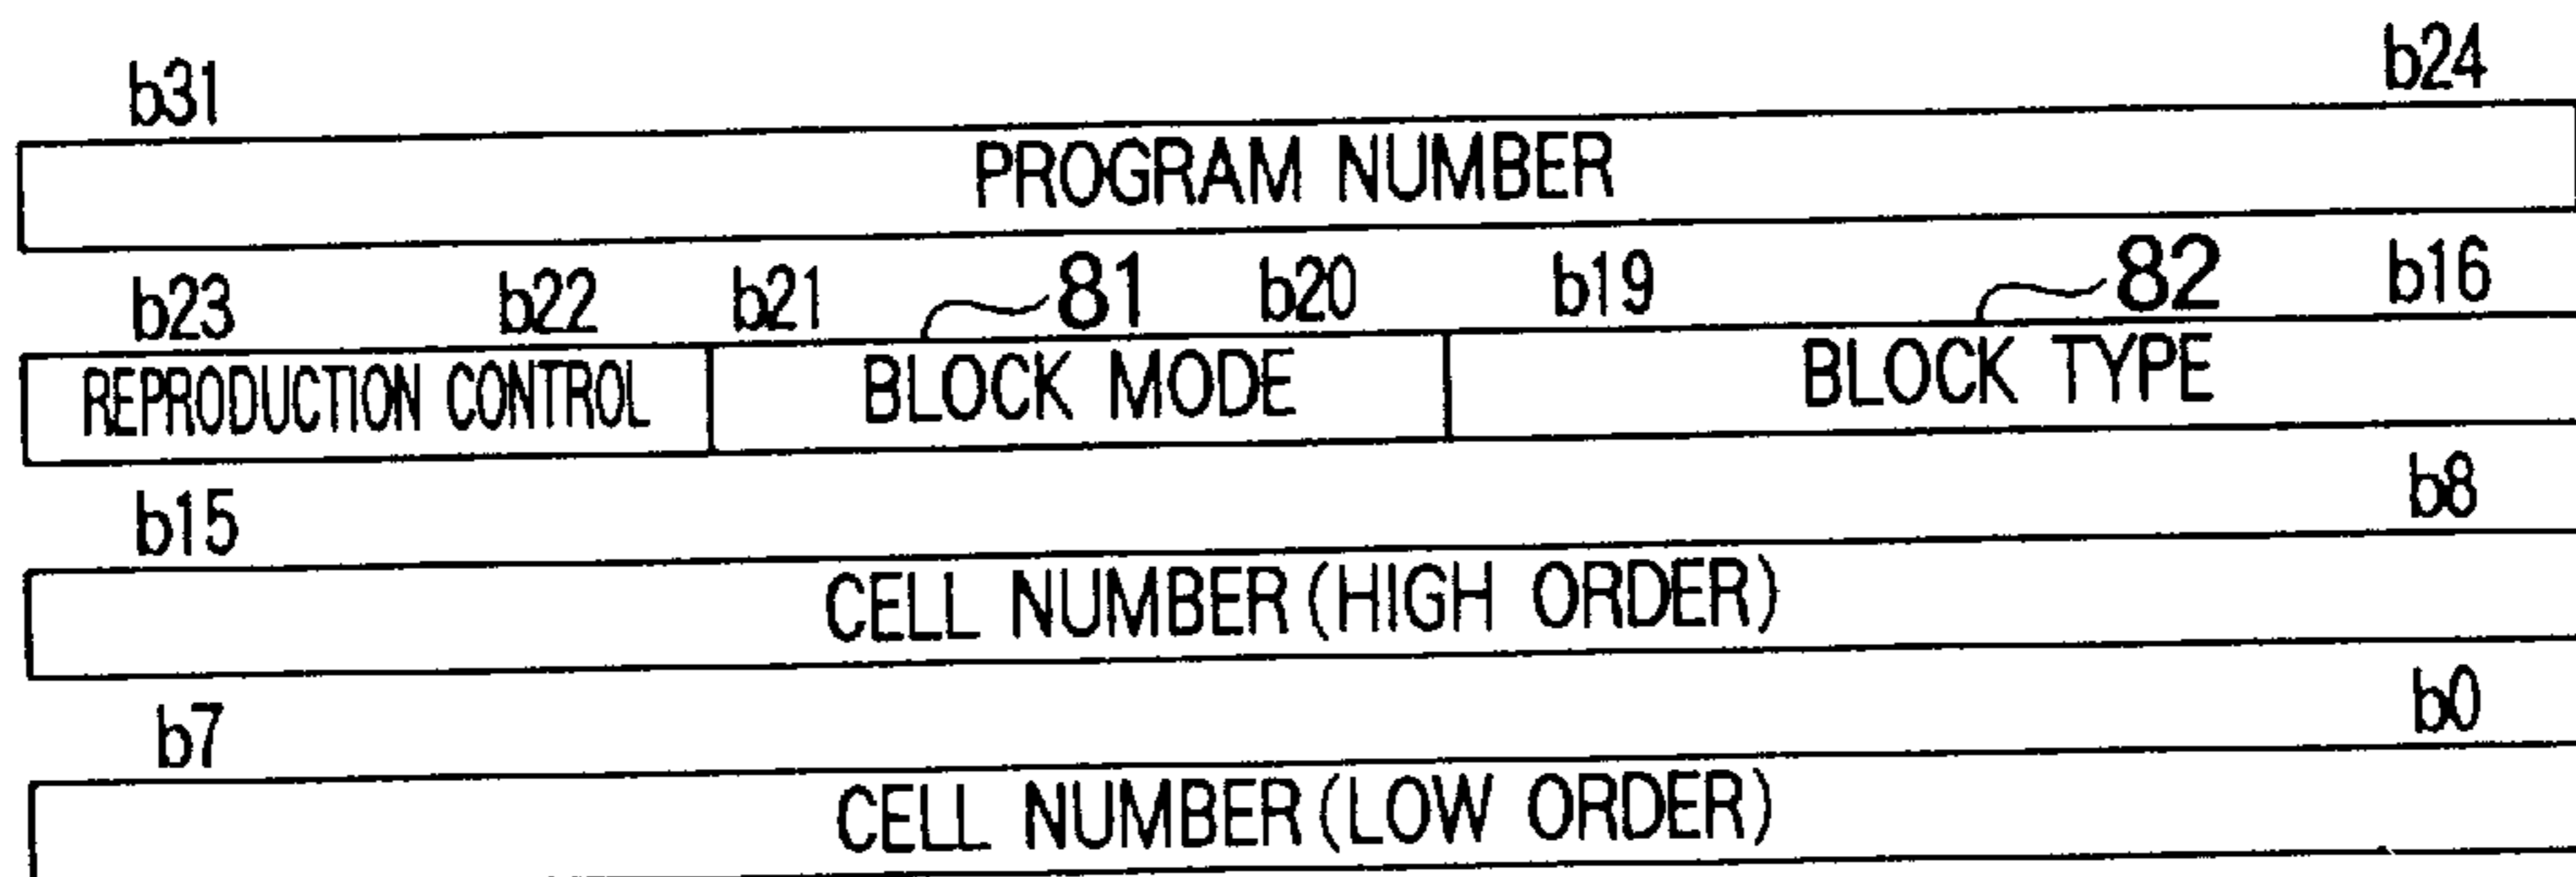 b31 b24
PROGRAM NUMBER
b23 b22 b21 81 b20 b19 82 b16
REPRODUCTION CONTROL BLOCK MODE BLOCK TYPE
b15 b8
CELL NUMBER (HIGH ORDER)
b7 b0
CELL NUMBER (LOW ORDER)